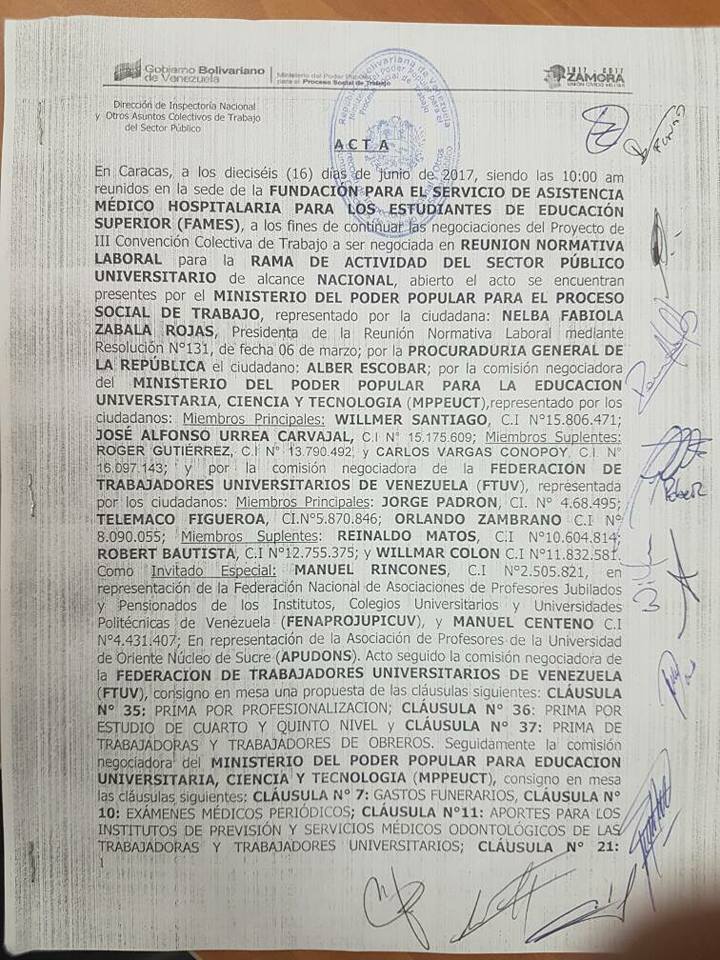 Gobierno Bolivariano de Venezuela
Ministerio del Poder Popular para el Proceso Social de Trabajo
1817 2017
ZAMORA
UNIÓN CÍVICO MILITAR
Dirección de Inspectoría Nacional
y Otros Asuntos Colectivos de Trabajo
del Sector Público
A C T A
En Caracas, a los dieciséis (16) días de junio de 2017, siendo las 10:00 am
reunidos en la sede de la FUNDACIÓN PARA EL SERVICIO DE ASISTENCIA
MÉDICO HOSPITALARIA PARA LOS ESTUDIANTES DE EDUCACIÓN
SUPERIOR (FAMES), a los fines de continuar las negociaciones del Proyecto de
III Convención Colectiva de Trabajo a ser negociada en REUNION NORMATIVA
LABORAL para la RAMA DE ACTIVIDAD DEL SECTOR PÚBLICO
UNIVERSITARIO de alcance NACIONAL, abierto el acto se encuentran
presentes por el MINISTERIO DEL PODER POPULAR PARA EL PROCESO
SOCIAL DE TRABAJO, representado por la ciudadana: NELBA FABIOLA
ZABALA ROJAS, Presidenta de la Reunión Normativa Laboral mediante
Resolución N°131, de fecha 06 de marzo; por la PROCURADURIA GENERAL DE
LA REPÚBLICA el ciudadano: ALBER ESCOBAR; por la comisión negociadora
del MINISTERIO DEL PODER POPULAR PARA LA EDUCACION
UNIVERSITARIA, CIENCIA Y TECNOLOGIA (MPPEUCT),representado por los
ciudadanos: Miembros Principales: WILLMER SANTIAGO, C.I N°15.806.471;
JOSÉ ALFONSO URREA CARVAJAL, C.I N° 15.175.609; Miembros Suplentes:
ROGER GUTIÉRREZ, C.I N° 13.790.492 y CARLOS VARGAS CONOPOY, C.I. N°
16.097.143; y por la comisión negociadora de la FEDERACION DE
TRABAJADORES UNIVERSITARIOS DE VENEZUELA (FTUV), representada
por los ciudadanos: Miembros Principales: JORGE PADRON, CI. N° 4.68.495;
TELEMACO FIGUEROA, CI.N°5.870.846; ORLANDO ZAMBRANO C.I N°
8.090.055; Miembros Suplentes: REINALDO MATOS, C.I N°10.604.814;
ROBERT BAUTISTA, C.I N°12.755.375; y WILLMAR COLON C.I N°11.832.581.
Como Invitado Especial: MANUEL RINCONES, C.I N°2.505.821, en
representación de la Federación Nacional de Asociaciones de Profesores Jubilados
y Pensionados de los Institutos, Colegios Universitarios y Universidades
Politécnicas de Venezuela (FENAPROJUPICUV), y MANUEL CENTENO C.I
N°4.431.407; En representación de la Asociación de Profesores de la Universidad
de Oriente Núcleo de Sucre (APUDONS). Acto seguido la comisión negociadora de
la FEDERACION DE TRABAJADORES UNIVERSITARIOS DE VENEZUELA
(FTUV), consigno en mesa una propuesta de las cláusulas siguientes: CLÁUSULA
N° 35: PRIMA POR PROFESIONALIZACION; CLÁUSULA N° 36: PRIMA POR
ESTUDIO DE CUARTO Y QUINTO NIVEL y CLÁUSULA N° 37: PRIMA DE
TRABAJADORAS Y TRABAJADORES DE OBREROS. Seguidamente la comisión
negociadora del MINISTERIO DEL PODER POPULAR PARA EDUCACION
UNIVERSITARIA, CIENCIA Y TECNOLOGIA (MPPEUCT), consigno en mesa
las cláusulas siguientes: CLÁUSULA N° 7: GASTOS FUNERARIOS, CLÁUSULA N°
10: EXÁMENES MÉDICOS PERIÓDICOS; CLÁUSULA N°11: APORTES PARA LOS
INSTITUTOS DE PREVISIÓN Y SERVICIOS MÉDICOS ODONTOLÓGICOS DE LAS
TRABAJADORAS Y TRABAJADORES UNIVERSITARIOS; CLÁUSULA N° 21:
1